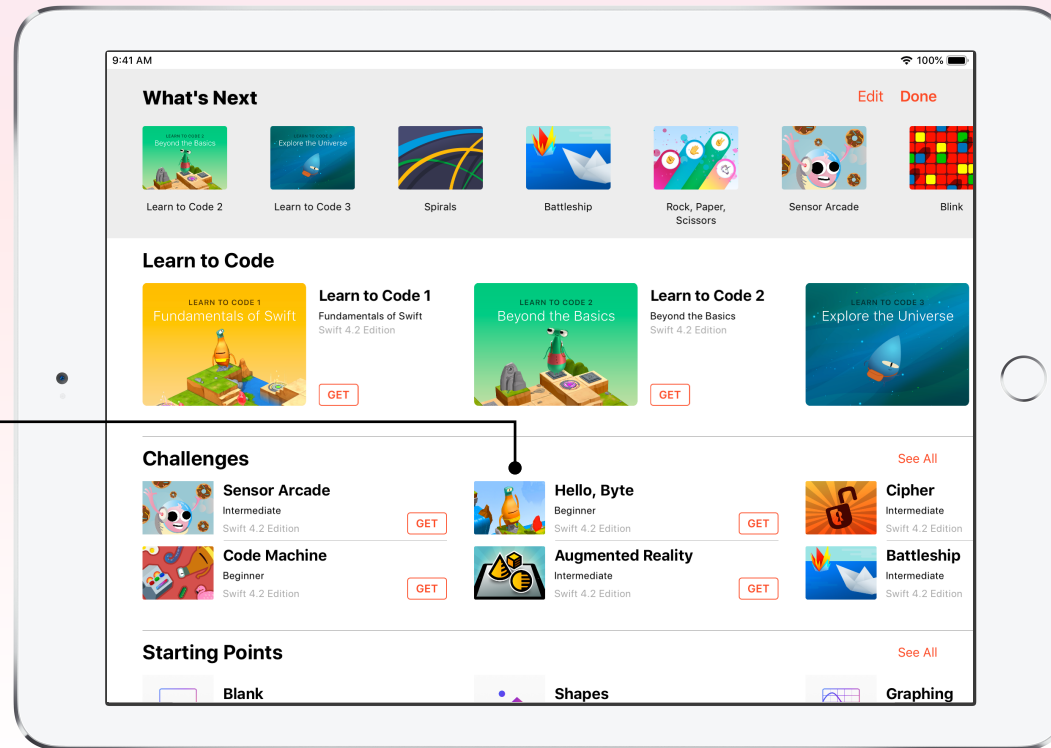 9:41 AM
100%
What's Next
Edit Done
LEARN TO CODE 2
Beyond the Basics
LEARN TO CODE 3
Explore the Universe
Learn to Code 2
Learn to Code 3
Spirals
Battleship
Rock, Paper,
Scissors
Sensor Arcade
Blink
Learn to Code
LEARN TO CODE 1
Fundamentals of Swift
Learn to Code 1
Fundamentals of Swift
Swift 4.2 Edition
GET
LEARN TO CODE 2
Beyond the Basics
Learn to Code 2
Beyond the Basics
Swift 4.2 Edition
GET
LEARN TO CODE 3
Explore the Universe
Challenges
See All
Sensor Arcade
Intermediate
Swift 4.2 Edition
GET
Hello, Byte
Beginner
Swift 4.2 Edition
GET
Cipher
Intermediate
Swift 4.2 Edition
Code Machine
Beginner
Swift 4.2 Edition
GET
Augmented Reality
Intermediate
Swift 4.2 Edition
GET
Battleship
Intermediate
Swift 4.2 Edition
Starting Points
See All
Blank
Shapes
Graphing